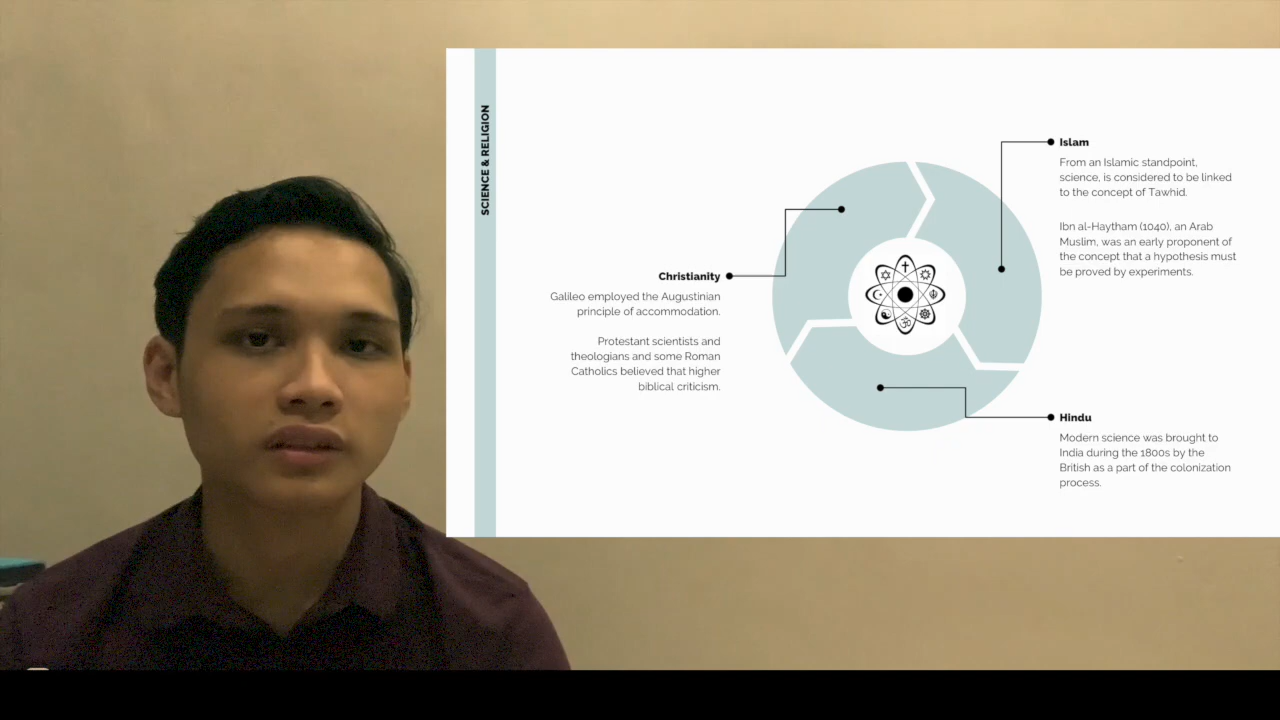 SCIENCE & RELIGION
Christianity
Galileo employed the Augustinian
principle of accommodation.
Protestant scientists and
theologians and some Roman
Catholics believed that higher
biblical criticism.
Islam
From an Islamic standpoint,
science, is considered to be linked
to the concept of Tawhid.
Ibn al-Haytham (1040), an Arab
Muslim, was an early proponent of
the concept that a hypothesis must
be proved by experiments.
Hindu
Modern science was brought to
India during the 1800s by the
British as a part of the colonization
process.